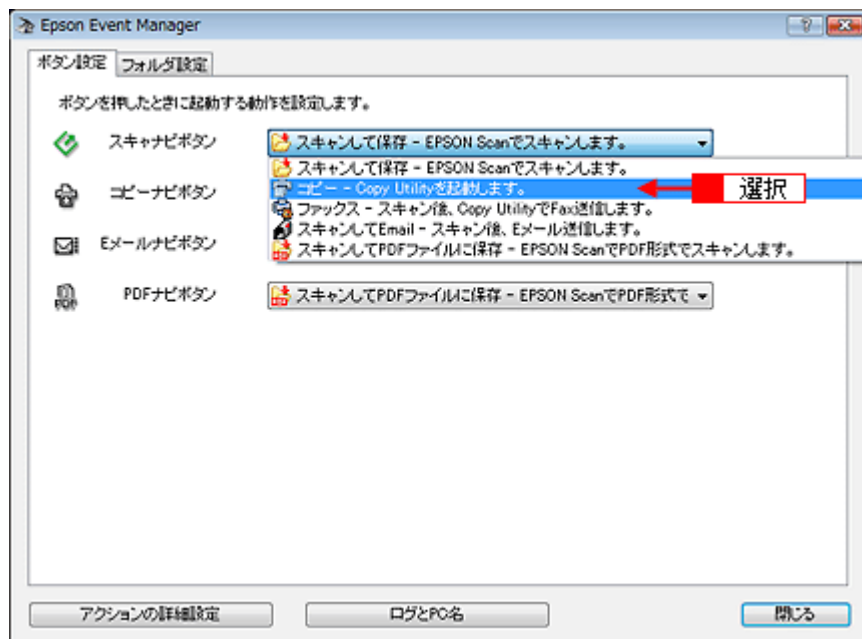 Epson Event Manager
ボタン設定 フォルダ設定
ボタンを押したときに起動する動作を設定します。
スキャナビボタン スキャンして保存 - EPSON Scanでスキャンします。
スキャンして保存 - EPSON Scanでスキャンします。
コピーナビボタン コピー - Copy Utilityを起動します。 選択
ファックス - スキャン後、Copy UtilityでFax送信します。
スキャンしてEmail - スキャン後、Eメール送信します。
Eメールナビボタン スキャンしてPDFファイルに保存 - EPSON ScanでPDF形式でスキャンします。
PDF PDFナビボタン スキャンしてPDFファイルに保存 - EPSON ScanでPDF形式で
アクションの詳細設定 ログとPC名 閉じる